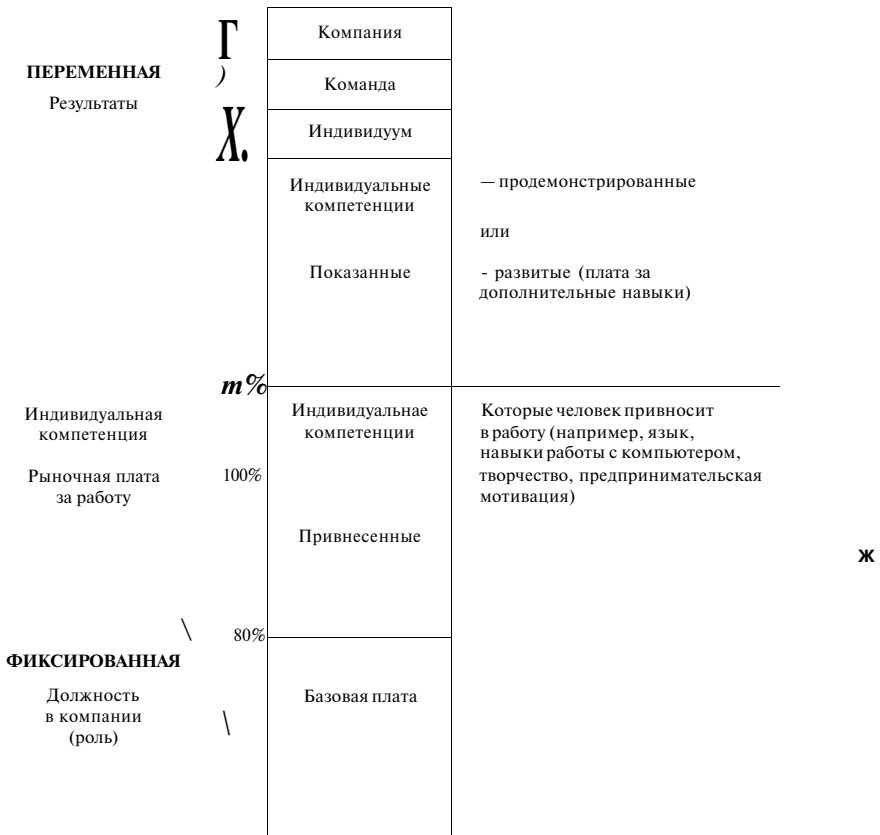 Г
Компания
ПЕРЕМЕННАЯ
)
Команда
Результаты
Х.
Индивидуум
Индивидуальные
компетенции
— продемонстрированные
или
Показанные
- развитые (плата за
дополнительные навыки)
т%
Индивидуальная
компетенция
Индивидуальнае
компетенции
Которые человек привносит
в работу (например, язык,
навыки работы с компьютером,
творчество, предпринимательская
мотивация)
Рыночная плата
за работу
100%
Привнесенные
ж
\
80%
ФИКСИРОВАННАЯ
Должность
в компании
(роль)
\
Базовая плата